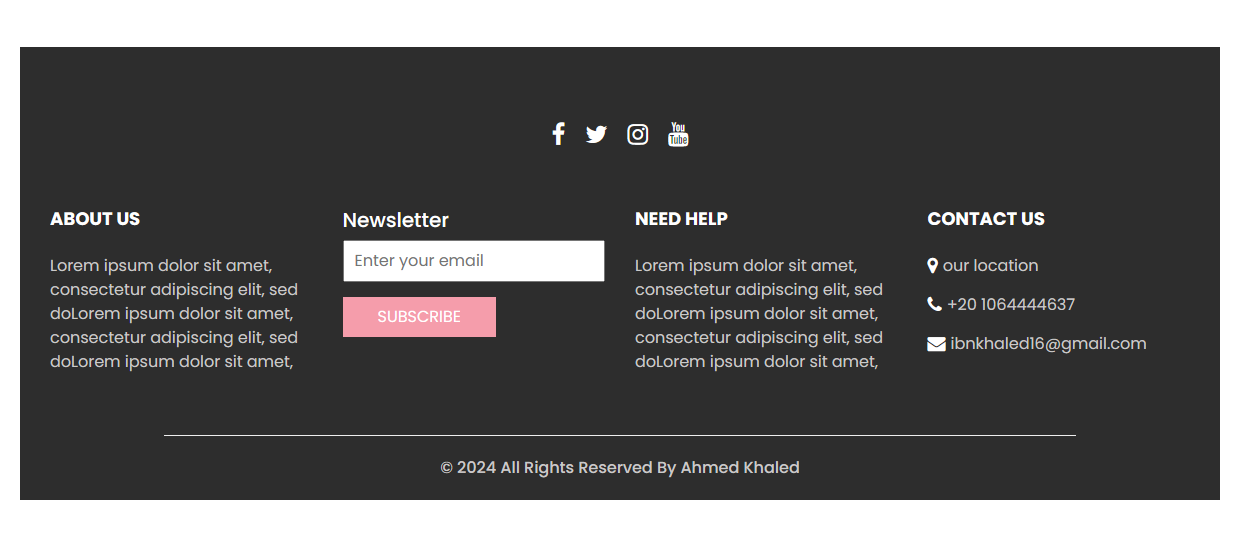 You
Tube
ABOUT US
Lorem ipsum dolor sit amet,
consectetur adipiscing elit, sed
doLorem ipsum dolor sit amet,
consectetur adipiscing elit, sed
doLorem ipsum dolor sit amet,
Newsletter
Enter your email
SUBSCRIBE
NEED HELP
Lorem ipsum dolor sit amet,
consectetur adipiscing elit, sed
doLorem ipsum dolor sit amet,
consectetur adipiscing elit, sed
doLorem ipsum dolor sit amet,
CONTACT US
our location
+20 1064444637
ibnkhaled16@gmail.com
© 2024 All Rights Reserved By Ahmed Khaled